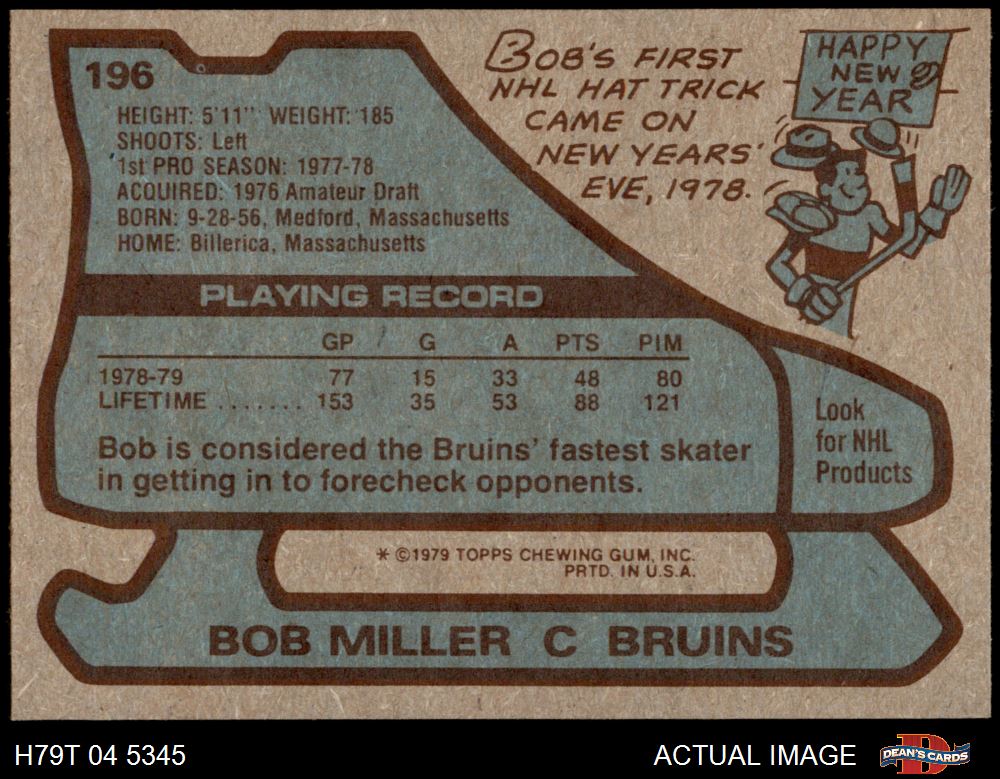 196
HEIGHT: 5'11" WEIGHT: 185
SHOOTS: Left
1st PRO SEASON: 1977-78
ACQUIRED: 1976 Amateur Draft
BORN: 9-28-56, Medford, Massachusetts
HOME: Billerica, Massachusetts
BOB'S FIRST
NHL HAT TRICK
CAME ON
NEW YEARS'
EVE, 1978.
HAPPY
NEW
YEAR
PLAYING RECORD
GP G A PTS PIM
1978-79 77 15 33 48 80
LIFETIME ....... 153 35 53 88 121
Bob is considered the Bruins' fastest skater
in getting in to forecheck opponents.
Look
for NHL
Products
* ©1979 TOPPS CHEWING GUM, INC.
PRTD. IN U.S.A.
BOB MILLER C BRUINS
H79T 04 5345
ACTUAL IMAGE
DEAN'S CARDS